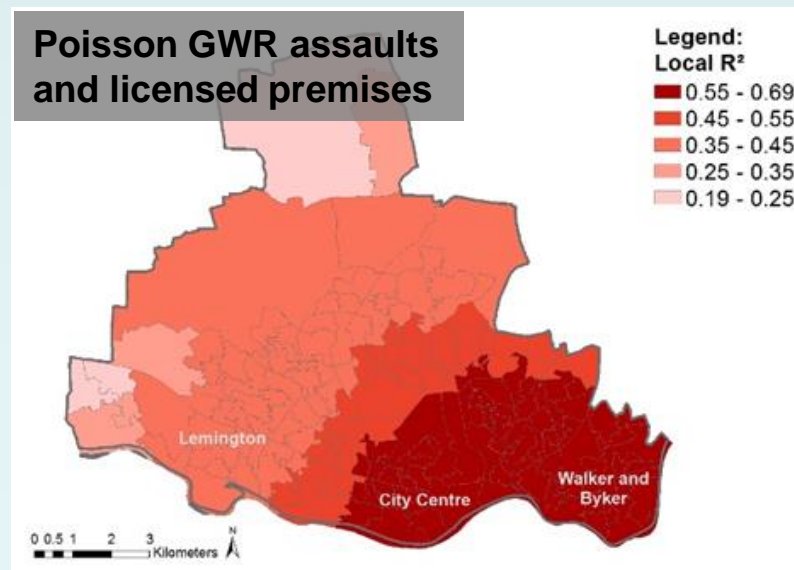 Poisson GWR assaults
and licensed premises
Legend:
Local R²
0.55 - 0.69
0.45 - 0.55
0.35 - 0.45
0.25 - 0.35
0.19 - 0.25
Lemington
City Centre
Walker and
Byker
0 0.5 1 2 3
Kilometers
N